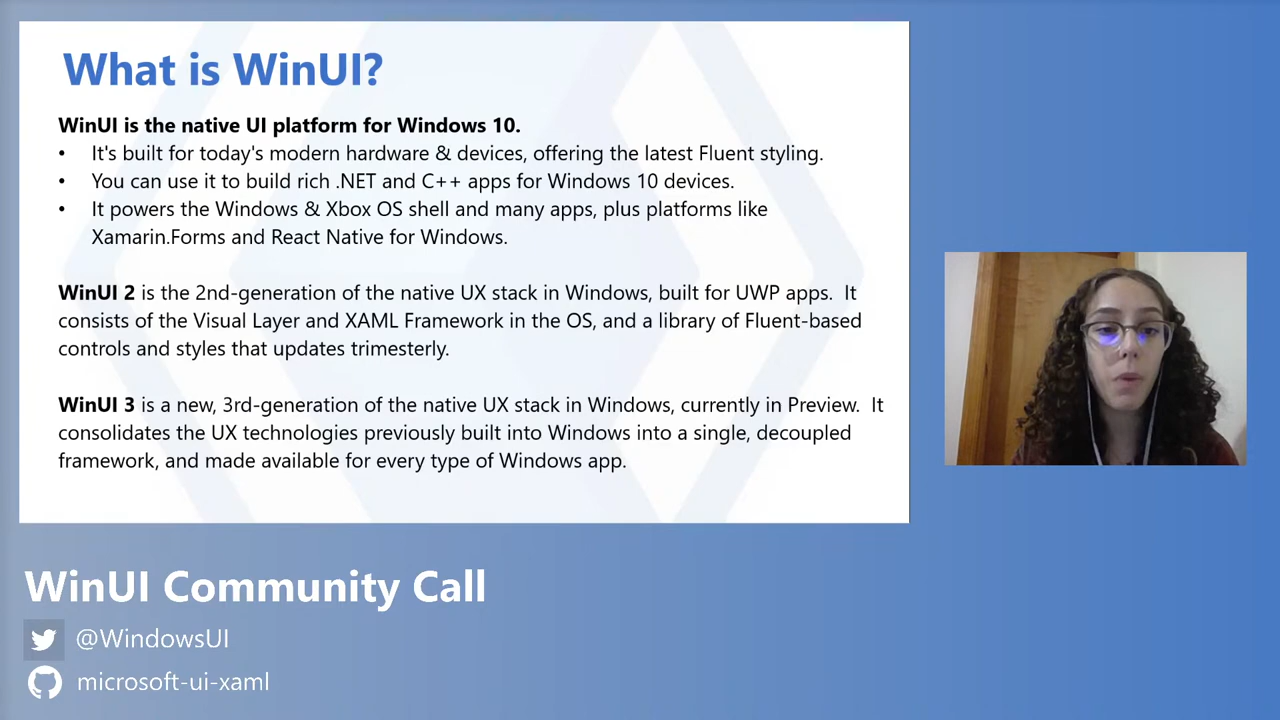 What is WinUI?
WinUI is the native UI platform for Windows 10.
• It's built for today's modern hardware & devices, offering the latest Fluent styling.
• You can use it to build rich .NET and C++ apps for Windows 10 devices.
• It powers the Windows & Xbox OS shell and many apps, plus platforms like
Xamarin.Forms and React Native for Windows.
WinUI 2 is the 2nd-generation of the native UX stack in Windows, built for UWP apps.  It
consists of the Visual Layer and XAML Framework in the OS, and a library of Fluent-based
controls and styles that updates trimesterly.
WinUI 3 is a new, 3rd-generation of the native UX stack in Windows, currently in Preview.  It
consolidates the UX technologies previously built into Windows into a single, decoupled
framework, and made available for every type of Windows app.
WinUI Community Call
@WindowsUI
microsoft-ui-xaml